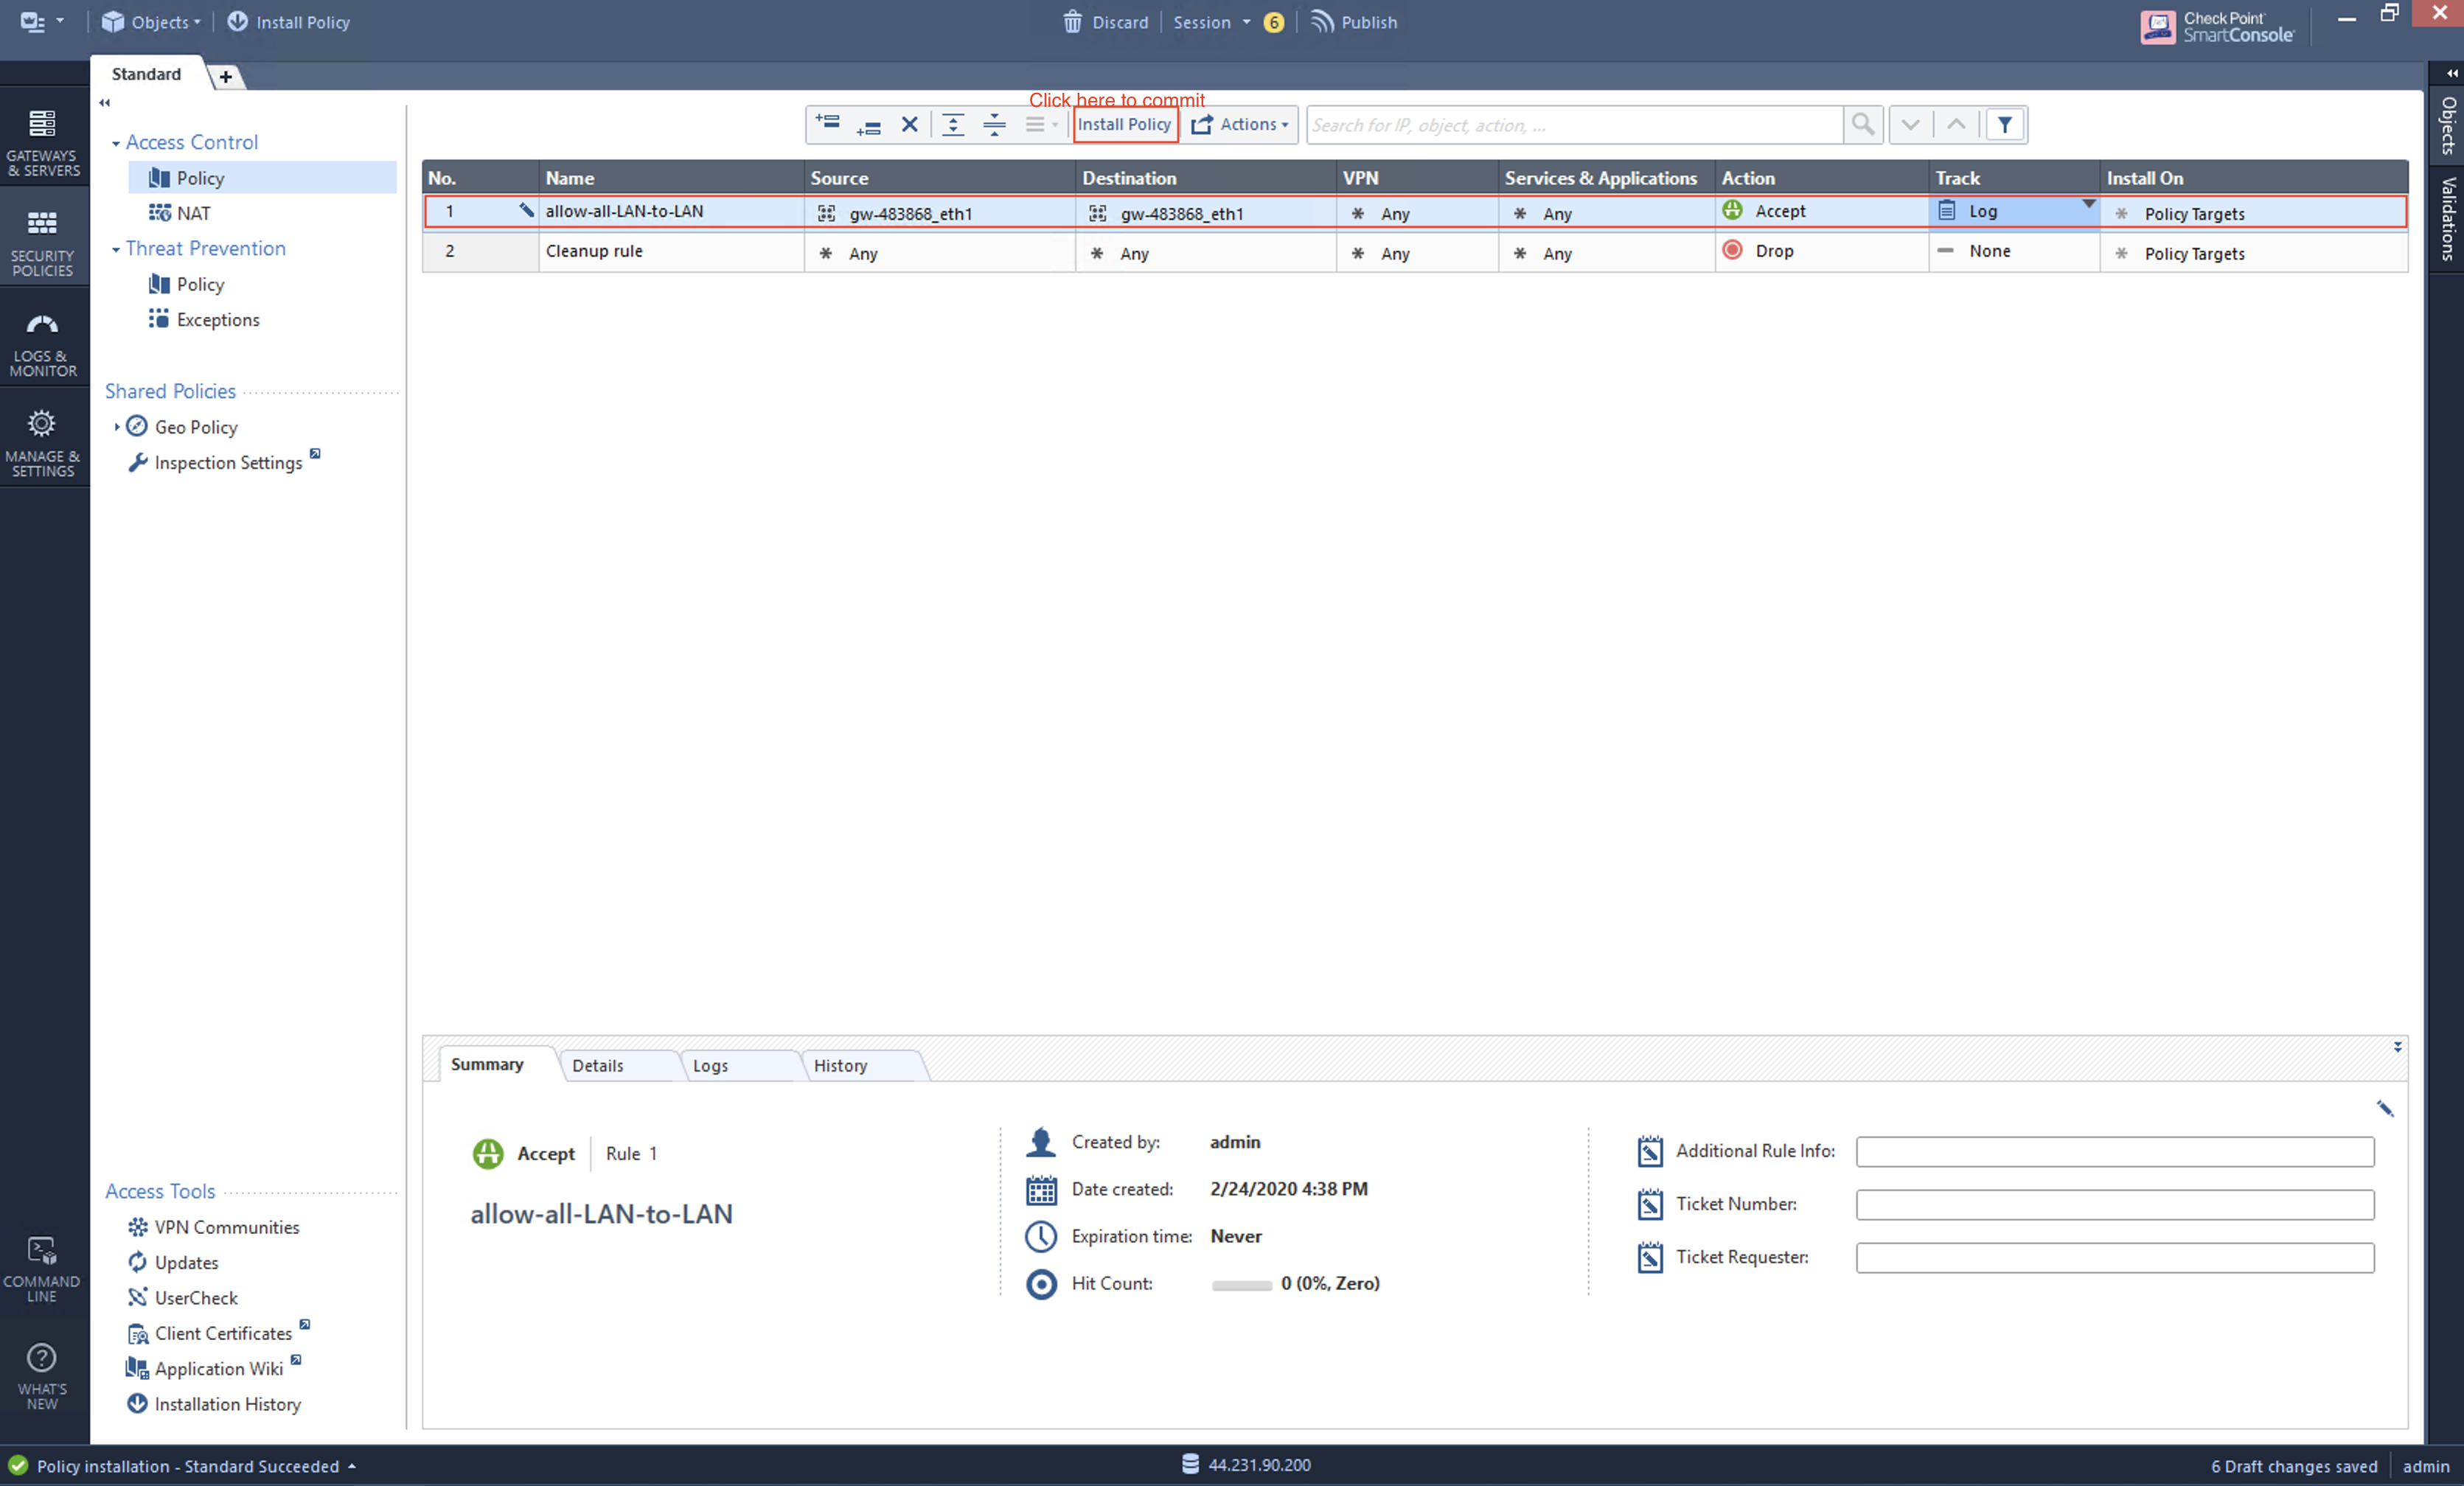 Objects
Install Policy
Discard
Session
6
Publish
Check Point
SmartConsole
Standard
+
Click here to commit
Install Policy
Actions
Search for IP, object, action, ...
GATEWAYS
& SERVERS
SECURITY
POLICIES
LOGS &
MONITOR
MANAGE &
SETTINGS
COMMAND
LINE
WHAT'S
NEW
Access Control
Policy
NAT
Threat Prevention
Policy
Exceptions
Shared Policies
Geo Policy
Inspection Settings
Access Tools
VPN Communities
Updates
UserCheck
Client Certificates
Application Wiki
Installation History
No. Name Source Destination VPN Services & Applications Action Track Install On
1 allow-all-LAN-to-LAN gw-483868_eth1 gw-483868_eth1 * Any * Any Accept Log * Policy Targets
2 Cleanup rule * Any * Any * Any * Any Drop None * Policy Targets
Objects
Validations
Summary Details Logs History
Accept Rule 1
allow-all-LAN-to-LAN
Created by: admin
Date created: 2/24/2020 4:38 PM
Expiration time: Never
Hit Count: 0 (0%, Zero)
Additional Rule Info:
Ticket Number:
Ticket Requester:
Policy installation - Standard Succeeded
44.231.90.200
6 Draft changes saved
admin